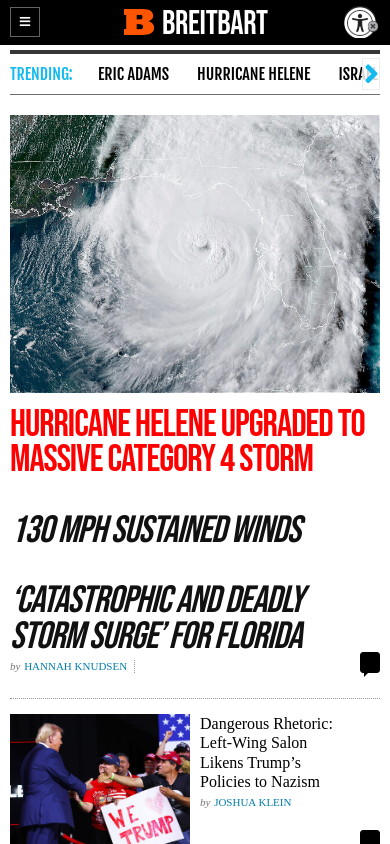 BREITBART
TRENDING:
ERIC ADAMS
HURRICANE HELENE
HURRICANE HELENE UPGRADED TO
MASSIVE CATEGORY 4 STORM
130 MPH SUSTAINED WINDS
‘CATASTROPHIC AND DEADLY
STORM SURGE’ FOR FLORIDA
by HANNAH KNUDSEN
Dangerous Rhetoric:
Left-Wing Salon
Likens Trump’s
Policies to Nazism
by JOSHUA KLEIN
WE
TRUMP